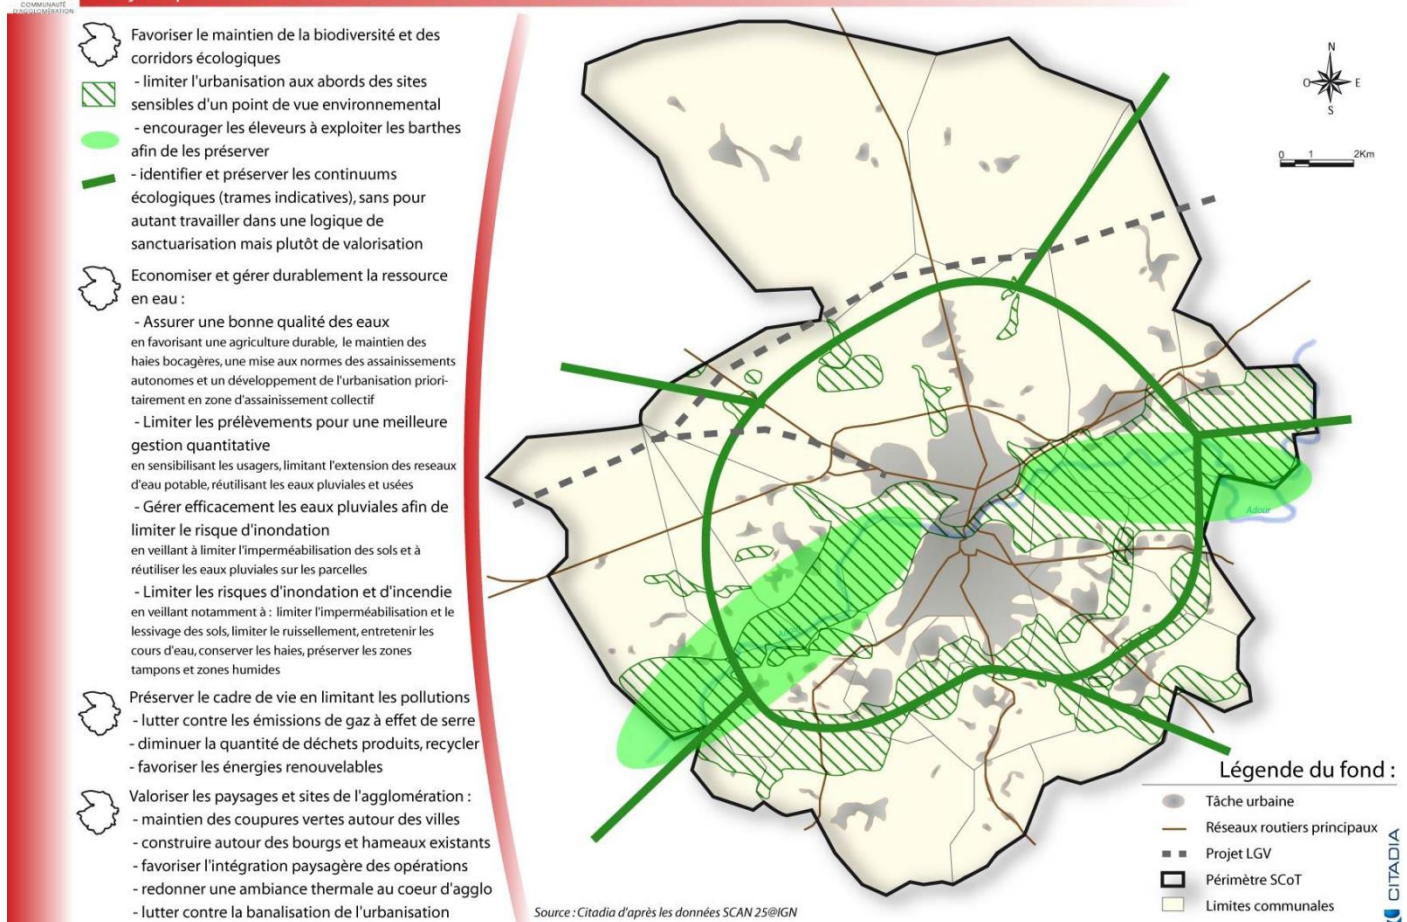 COMMUNAUTÉ
D'AGGLOMÉRATION
Favoriser le maintien de la biodiversité et des
corridors écologiques
- limiter l'urbanisation aux abords des sites
sensibles d'un point de vue environnemental
- encourager les éleveurs à exploiter les barthes
afin de les préserver
- identifier et préserver les continuums
écologiques (trames indicatives), sans pour
autant travailler dans une logique de
sanctuarisation mais plutôt de valorisation
Economiser et gérer durablement la ressource
en eau :
- Assurer une bonne qualité des eaux
en favorisant une agriculture durable, le maintien des
haies bocagères, une mise aux normes des assainissements
autonomes et un développement de l'urbanisation priori-
tairement en zone d'assainissement collectif
- Limiter les prélèvements pour une meilleure
gestion quantitative
en sensibilisant les usagers, limitant l'extension des reseaux
d'eau potable, réutilisant les eaux pluviales et usées
- Gérer efficacement les eaux pluviales afin de
limiter le risque d'inondation
en veillant à limiter l'imperméabilisation des sols et à
réutiliser les eaux pluviales sur les parcelles
- Limiter les risques d'inondation et d'incendie
en veillant notamment à : limiter l'imperméabilisation et le
lessivage des sols, limiter le ruissellement, entretenir les
cours d'eau, conserver les haies, préserver les zones
tampons et zones humides
Préserver le cadre de vie en limitant les pollutions
- lutter contre les émissions de gaz à effet de serre
- diminuer la quantité de déchets produits, recycler
- favoriser les énergies renouvelables
Valoriser les paysages et sites de l'agglomération :
- maintien des coupures vertes autour des villes
- construire autour des bourgs et hameaux existants
- favoriser l'intégration paysagère des opérations
- redonner une ambiance thermale au coeur d'agglo
- lutter contre la banalisation de l'urbanisation
N
O E
S
0 1 2Km
Adour
Légende du fond :
Tâche urbaine
Réseaux routiers principaux
Projet LGV
Périmètre SCoT
Limites communales
CITADIA
Source : Citadia d'après les données SCAN 25@IGN